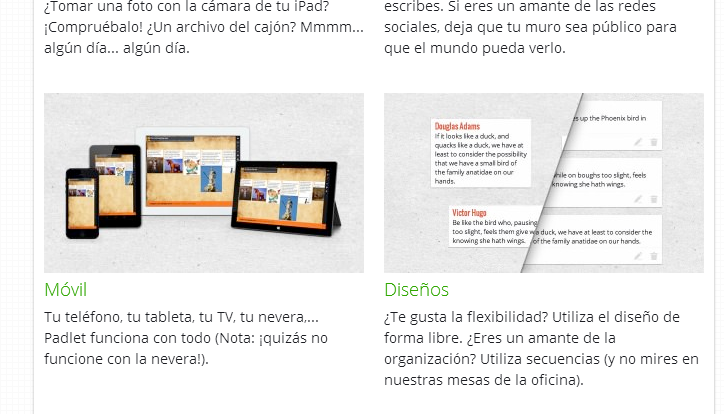 ¿Tomar una foto con la cámara de tu iPad?
¡Compruébalo! ¿Un archivo del cajón? Mmmm...
algún día... algún día.
escribes. Si eres un amante de las redes
sociales, deja que tu muro sea público para
que el mundo pueda verlo.
Douglas Adams
If it looks like a duck, and
quacks like a duck, we have at
least to consider the possibility
that we have a small bird of
the family anatidae on our
hands.
Victor Hugo
Be like the bird who, pausing
too slight, feels them give w
knowing she hath wings.
es up the Phoenix bird in
while on boughs too slight, feels
knowing she hath wings.
a duck, we have at least to consider the
of the family anatidae on our hands.
Móvil
Tu teléfono, tu tableta, tu TV, tu nevera,...
Padlet funciona con todo (Nota: ¡quizás no
funcione con la nevera!).
Diseños
¿Te gusta la flexibilidad? Utiliza el diseño de
forma libre. ¿Eres un amante de la
organización? Utiliza secuencias (y no mires en
nuestras mesas de la oficina).